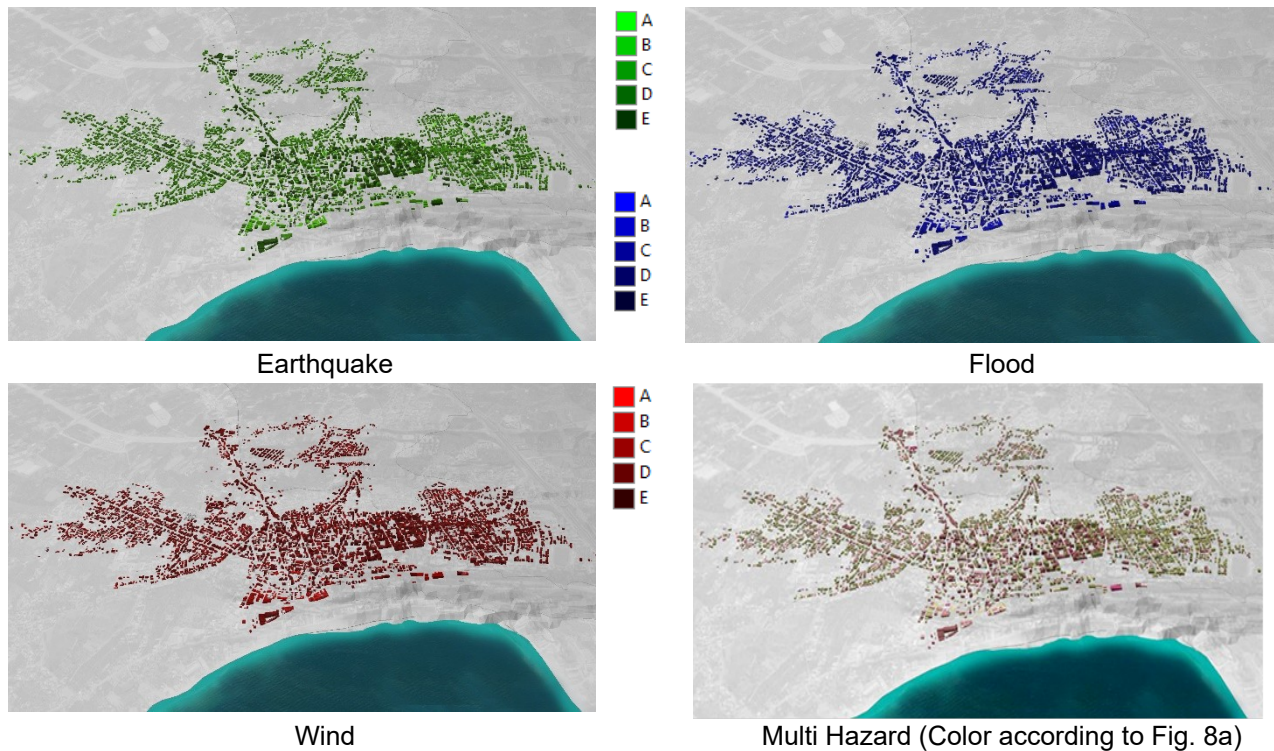 A
B
C
D
E
A
B
C
D
E
Earthquake
Flood
A
B
C
D
E
Wind
Multi Hazard (Color according to Fig. 8a)